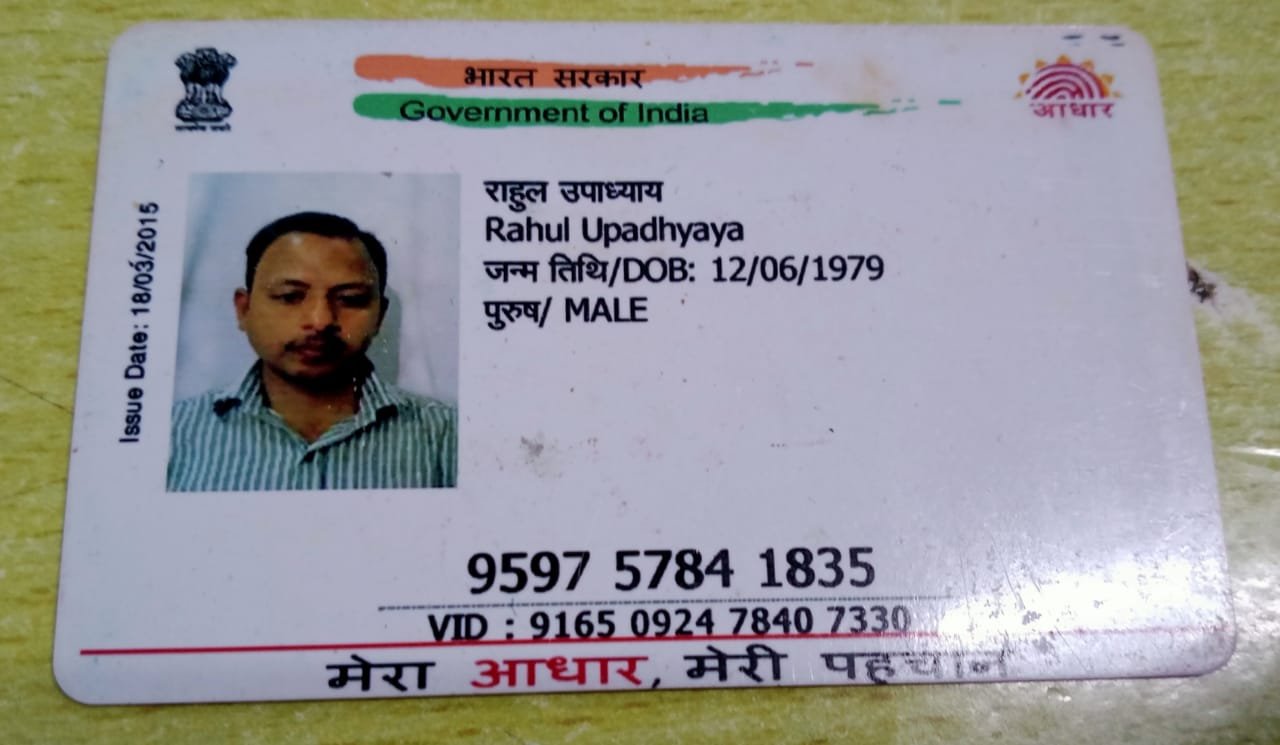 भारत सरकार
Government of India
आधार
Issue Date: 18/03/2015
राहुल उपाध्याय
Rahul Upadhyaya
जन्म तिथि/DOB: 12/06/1979
पुरुष/ MALE
9597 5784 1835
VID : 9165 0924 7840 7330
मेरा आधार, मेरी पहचान